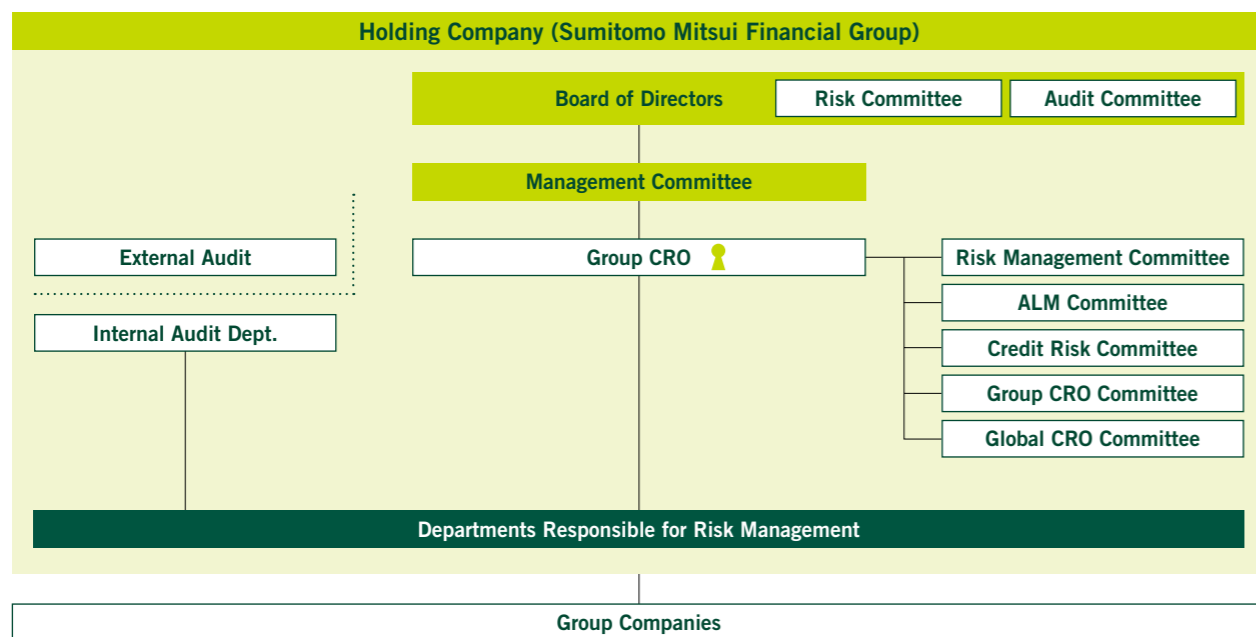 Holding Company (Sumitomo Mitsui Financial Group)
Board of Directors
Risk Committee
Audit Committee
Management Committee
External Audit
Group CRO
Risk Management Committee
Internal Audit Dept.
ALM Committee
Credit Risk Committee
Group CRO Committee
Global CRO Committee
Departments Responsible for Risk Management
Group Companies